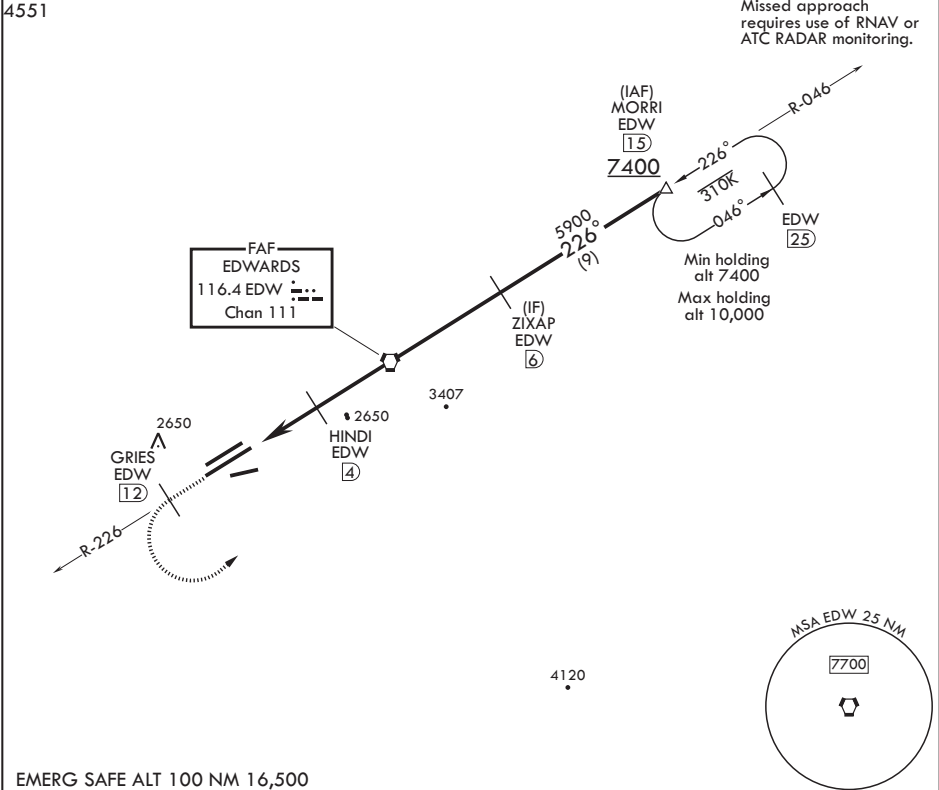 4551
Missed approach
requires use of RNAV or
ATC RADAR monitoring.
R-046
(IAF)
MORRI
EDW
15
7400
226°
310K
046°
EDW
25
5900
226°
(9)
Min holding
alt 7400
Max holding
alt 10,000
FAF
EDWARDS
116.4 EDW
Chan 111
(IF)
ZIXAP
EDW
6
3407
2650
HINDI
EDW
4
2650
GRIES
EDW
12
R-226
4120
MSA EDW 25 NM
7700
EMERG SAFE ALT 100 NM 16,500